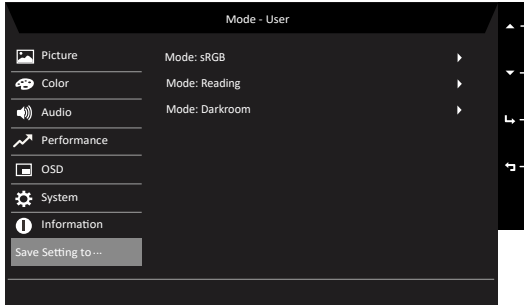 Mode - User
Picture
Color
Audio
Performance
OSD
System
Information
Save Setting to ···
Mode: sRGB
Mode: Reading
Mode: Darkroom